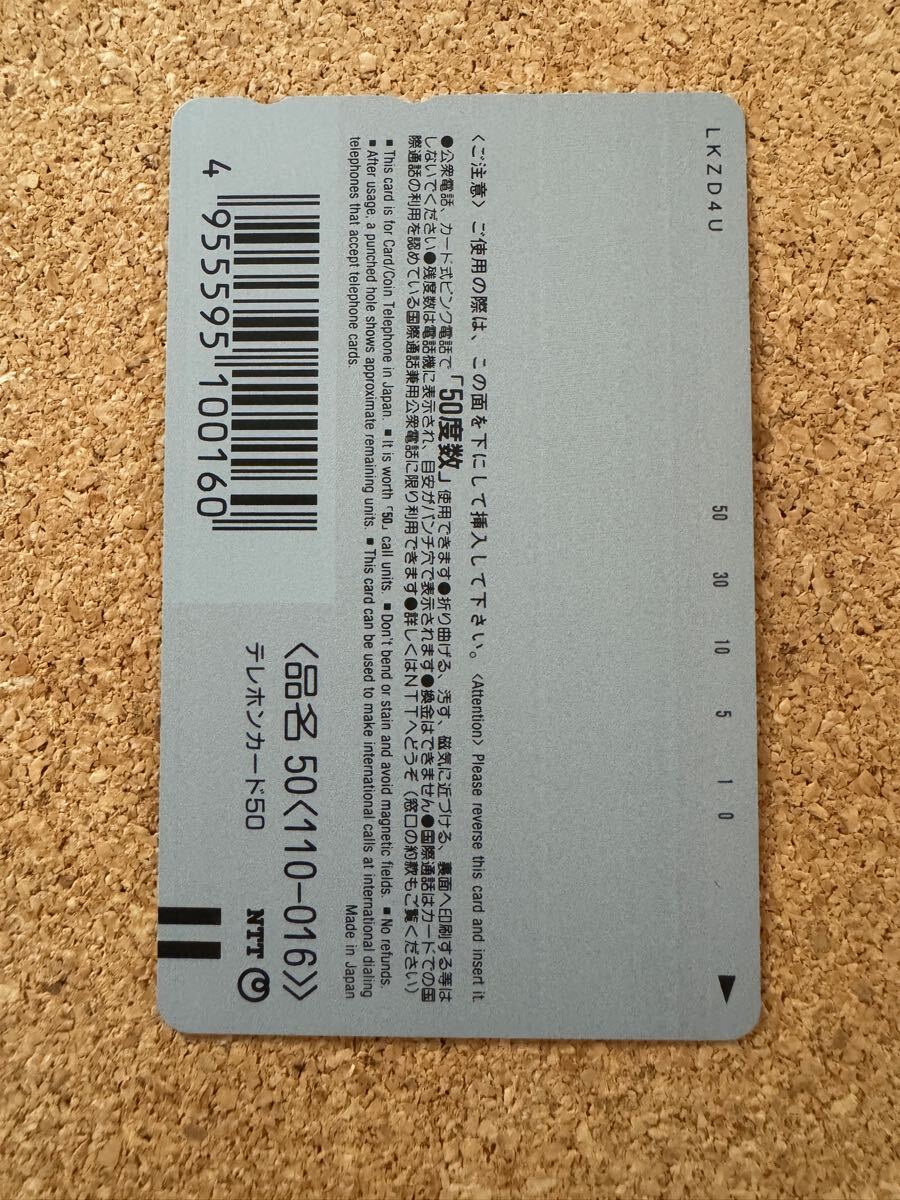 LKZD4U
50 30 10 5 1 0
〈ご注意〉ご使用の際は、この面を下にして挿入して下さい。〈Attention〉Please reverse this card and insert it.
●公衆電話、カード式ピンク電話で「50度数」使用できます●折り曲げる、汚す、磁気に近づける、裏面へ印刷する等は
しないでください●残度数は電話機に表示され、目安がパンチ穴で表示されます●換金はできません●国際通話はカードでの国
際通話の利用を認めている国際通話兼用公衆電話に限り利用できます●詳しくはNTTへどうぞ（窓口の約款もご覧ください）
■This card is for Card/Coin Telephone in Japan. ■It is worth「50」call units. ■Don't bend or stain and avoid magnetic fields. ■No refunds.
■After usage, a punched hole shows approximate remaining units. ■This card can be used to make international calls at international dialing
telephones that accept telephone cards.
Made in Japan
4 955595 100160
〈品名 50〈110-016〉〉
テレホンカード50
NTT